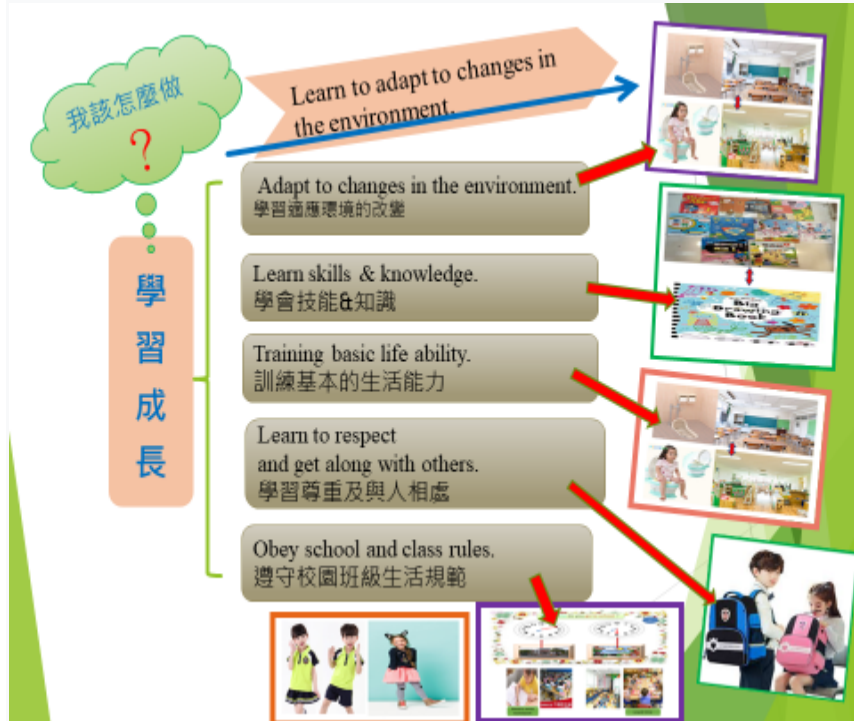 我該怎麼做
?
Learn to adapt to changes in
the environment.
學習成長
Adapt to changes in the environment.
學習適應環境的改變
Learn skills & knowledge.
學會技能&知識
Training basic life ability.
訓練基本的生活能力
Learn to respect
and get along with others.
學習尊重及與人相處
Obey school and class rules.
遵守校園班級生活規範
Big
Drawing
Book